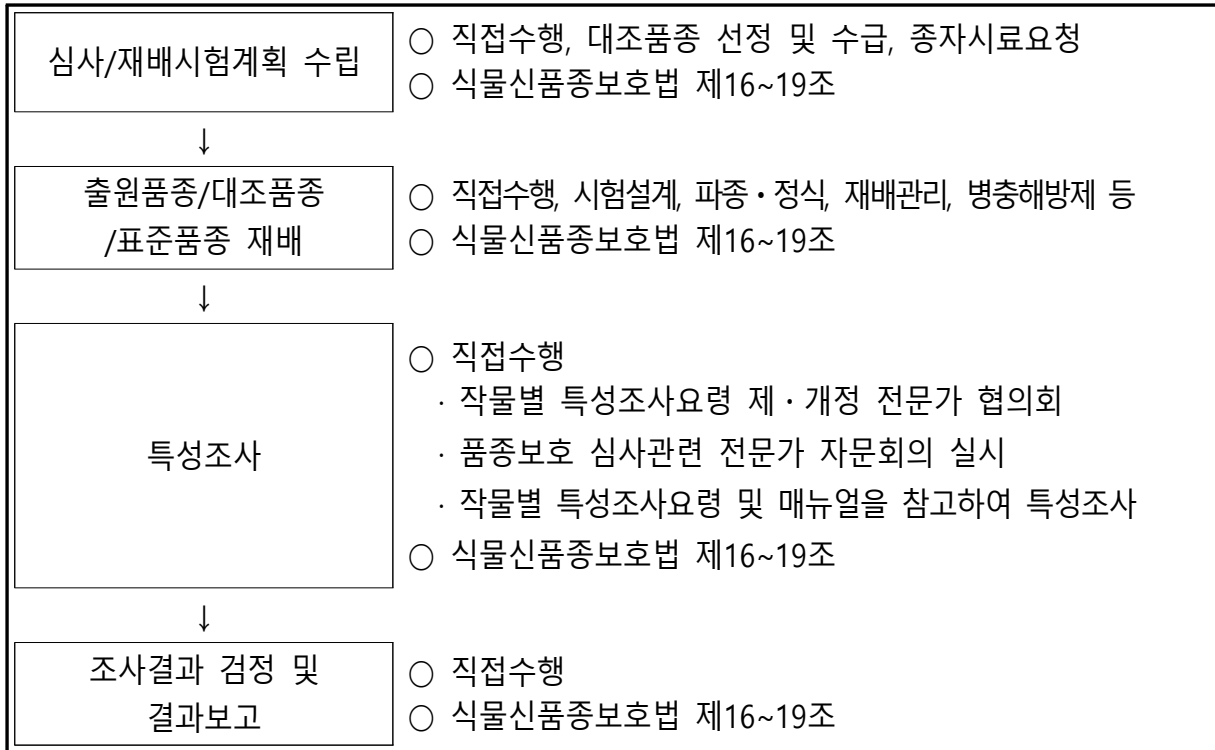 심사/재배시험계획 수립
○ 직접수행, 대조품종 선정 및 수급, 종자시료요청
○ 식물신품종보호법 제16~19조
↓
출원품종/대조품종
/표준품종 재배
○ 직접수행, 시험설계, 파종・정식, 재배관리, 병충해방제 등
○ 식물신품종보호법 제16~19조
↓
특성조사
○ 직접수행
· 작물별 특성조사요령 제・개정 전문가 협의회
· 품종보호 심사관련 전문가 자문회의 실시
· 작물별 특성조사요령 및 매뉴얼을 참고하여 특성조사
○ 식물신품종보호법 제16~19조
↓
조사결과 검정 및
결과보고
○ 직접수행
○ 식물신품종보호법 제16~19조